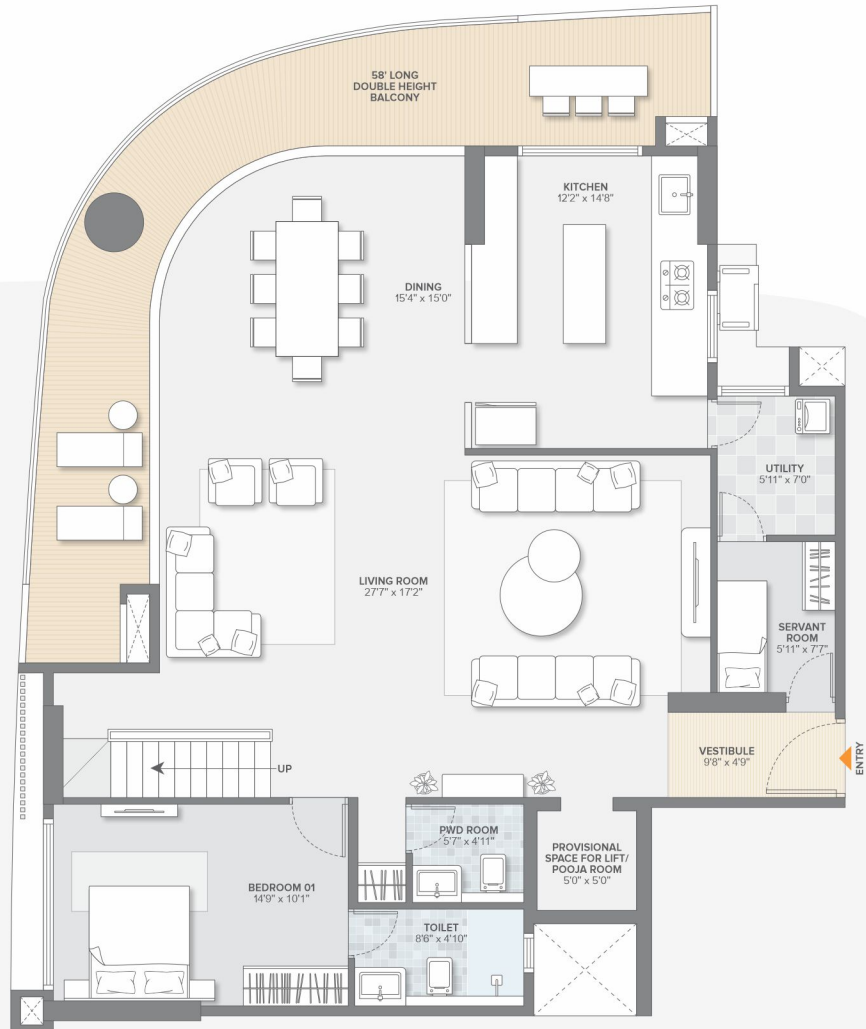 58' LONG
DOUBLE HEIGHT
BALCONY
KITCHEN
12'2" x 14'8"
DINING
15'4" x 15'0"
UTILITY
5'11" x 7'0"
LIVING ROOM
27'7" x 17'2"
SERVANT
ROOM
5'11" x 7'7"
VESTIBULE
9'8" x 4'9"
ENTRY
UP
PWD ROOM
5'7" x 4'11"
PROVISIONAL
SPACE FOR LIFT/
POOJA ROOM
5'0" x 5'0"
BEDROOM 01
14'9" x 10'1"
TOILET
8'6" x 4'10"